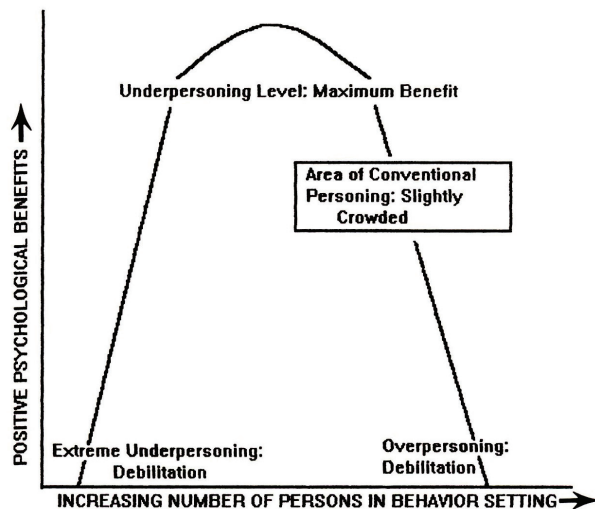 POSITIVE PSYCHOLOGICAL BENEFITS
Underpersoning Level: Maximum Benefit
Area of Conventional
Personing: Slightly
Crowded
Extreme Underpersoning:
Debilitation
Overpersoning:
Debilitation
INCREASING NUMBER OF PERSONS IN BEHAVIOR SETTING